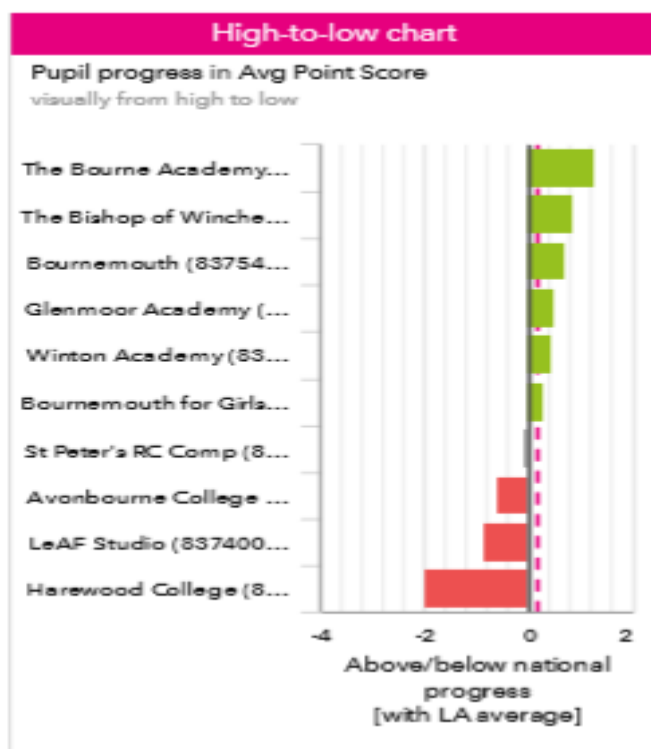 High-to-low chart
Pupil progress in Avg Point Score
visually from high to low
The Bourne Academy...
The Bishop of Winche...
Bournemouth (83754...
Glenmoor Academy (...
Winton Academy (83...
Bournemouth for Girls...
St Peter's RC Comp (8...
Avonbourne College ...
LeAF Studio (837400...
Harewood College (8...
-4 -2 0 2
Above/below national
progress
[with LA average]